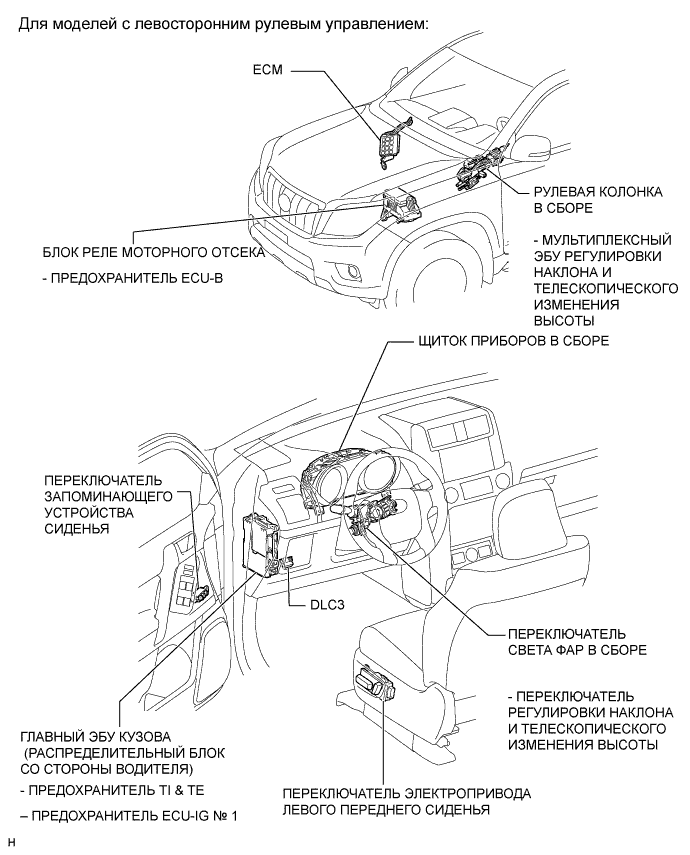 Для моделей с левосторонним рулевым управлением:
ECM
РУЛЕВАЯ КОЛОНКА
В СБОРЕ
- МУЛЬТИПЛЕКСНЫЙ
ЭБУ РЕГУЛИРОВКИ
НАКЛОНА И
ТЕЛЕСКОПИЧЕСКОГО
ИЗМЕНЕНИЯ
ВЫСОТЫ
БЛОК РЕЛЕ МОТОРНОГО ОТСЕКА
- ПРЕДОХРАНИТЕЛЬ ECU-B
ЩИТОК ПРИБОРОВ В СБОРЕ
ПЕРЕКЛЮЧАТЕЛЬ
ЗАПОМИНАЮЩЕГО
УСТРОЙСТВА
СИДЕНЬЯ
DLC3
ПЕРЕКЛЮЧАТЕЛЬ
СВЕТА ФАР В СБОРЕ
- ПЕРЕКЛЮЧАТЕЛЬ
РЕГУЛИРОВКИ НАКЛОНА
И ТЕЛЕСКОПИЧЕСКОГО
ИЗМЕНЕНИЯ ВЫСОТЫ
ГЛАВНЫЙ ЭБУ КУЗОВА
(РАСПРЕДЕЛИТЕЛЬНЫЙ БЛОК
СО СТОРОНЫ ВОДИТЕЛЯ)
- ПРЕДОХРАНИТЕЛЬ TI & TE
– ПРЕДОХРАНИТЕЛЬ ECU-IG № 1
ПЕРЕКЛЮЧАТЕЛЬ ЭЛЕКТРОПРИВОДА
ЛЕВОГО ПЕРЕДНЕГО СИДЕНЬЯ
H